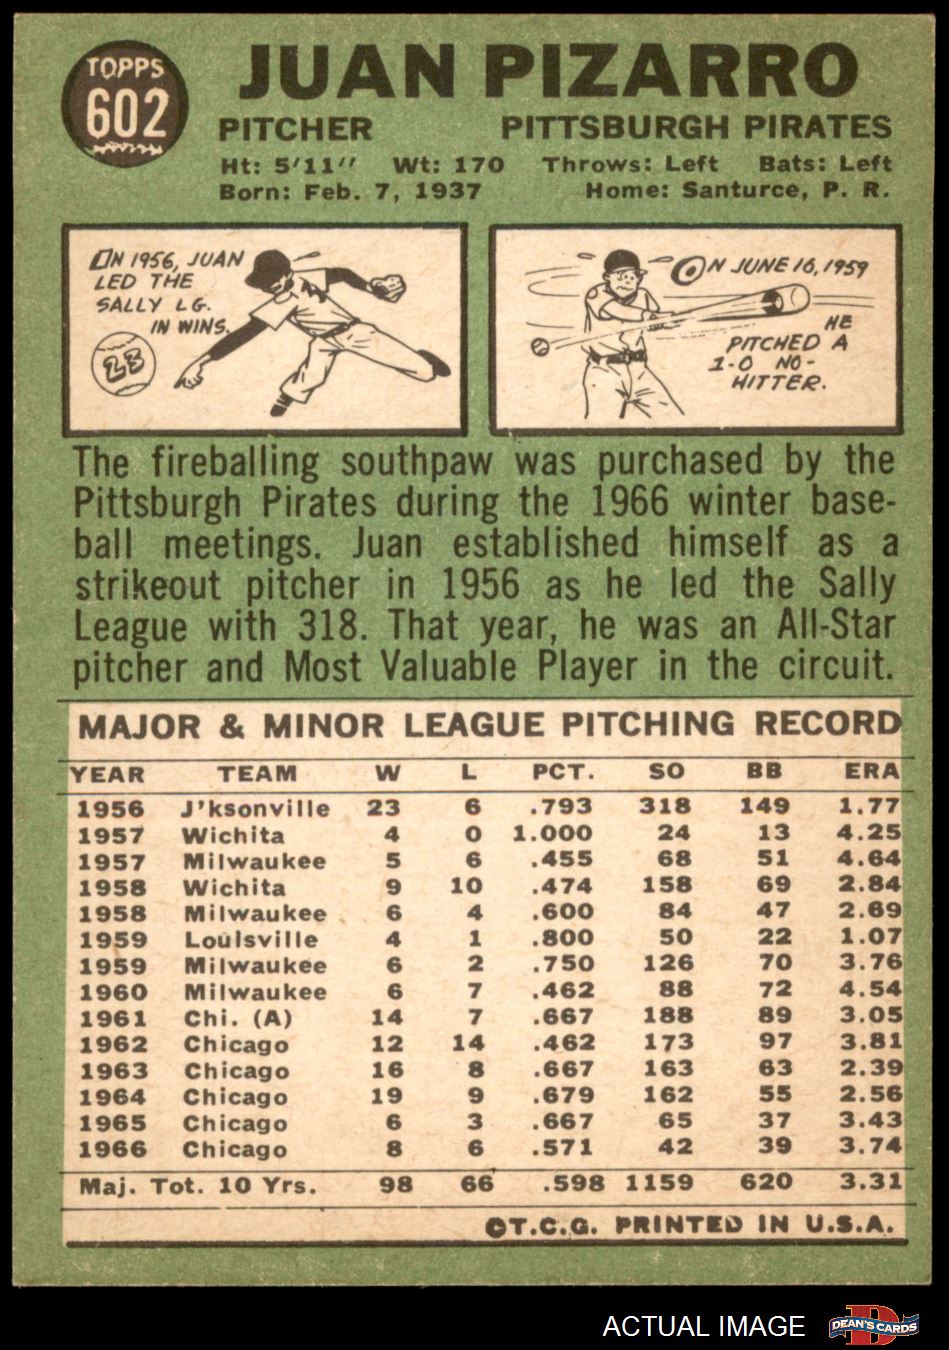 TOPPS
602
JUAN PIZARRO
PITCHER PITTSBURGH PIRATES
Ht: 5'11" Wt: 170 Throws: Left Bats: Left
Born: Feb. 7, 1937 Home: Santurce, P. R.
ON 1956, JUAN
LED THE
SALLY LG.
IN WINS.
23
ON JUNE 16, 1959
HE
PITCHED A
1-0 NO-
HITTER.
The fireballing southpaw was purchased by the
Pittsburgh Pirates during the 1966 winter base-
ball meetings. Juan established himself as a
strikeout pitcher in 1956 as he led the Sally
League with 318. That year, he was an All-Star
pitcher and Most Valuable Player in the circuit.
MAJOR & MINOR LEAGUE PITCHING RECORD
YEAR TEAM W L PCT. SO BB ERA
1956 J'ksonville 23 6 .793 318 149 1.77
1957 Wichita 4 0 1.000 24 13 4.25
1957 Milwaukee 5 6 .455 68 51 4.64
1958 Wichita 9 10 .474 158 69 2.84
1958 Milwaukee 6 4 .600 84 47 2.69
1959 Louisville 4 1 .800 50 22 1.07
1959 Milwaukee 6 2 .750 126 70 3.76
1960 Milwaukee 6 7 .462 88 72 4.54
1961 Chi. (A) 14 7 .667 188 89 3.05
1962 Chicago 12 14 .462 173 97 3.81
1963 Chicago 16 8 .667 163 63 2.39
1964 Chicago 19 9 .679 162 55 2.56
1965 Chicago 6 3 .667 65 37 3.43
1966 Chicago 8 6 .571 42 39 3.74
Maj. Tot. 10 Yrs. 98 66 .598 1159 620 3.31
©T.C.G. PRINTED IN U.S.A.
ACTUAL IMAGE
D
DEAN'S CARDS